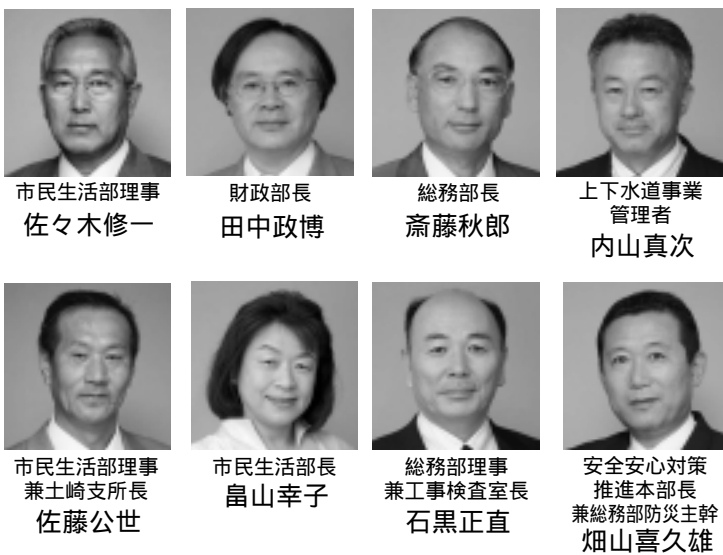 市民生活部理事
佐々木修一
財政部長
田中政博
総務部長
斎藤秋郎
上下水道事業
管理者
内山真次
市民生活部理事
兼土崎支所長
佐藤公世
市民生活部長
畠山幸子
総務部理事
兼工事検査室長
石黒正直
安全安心対策
推進本部長
兼総務部防災主幹
畑山喜久雄